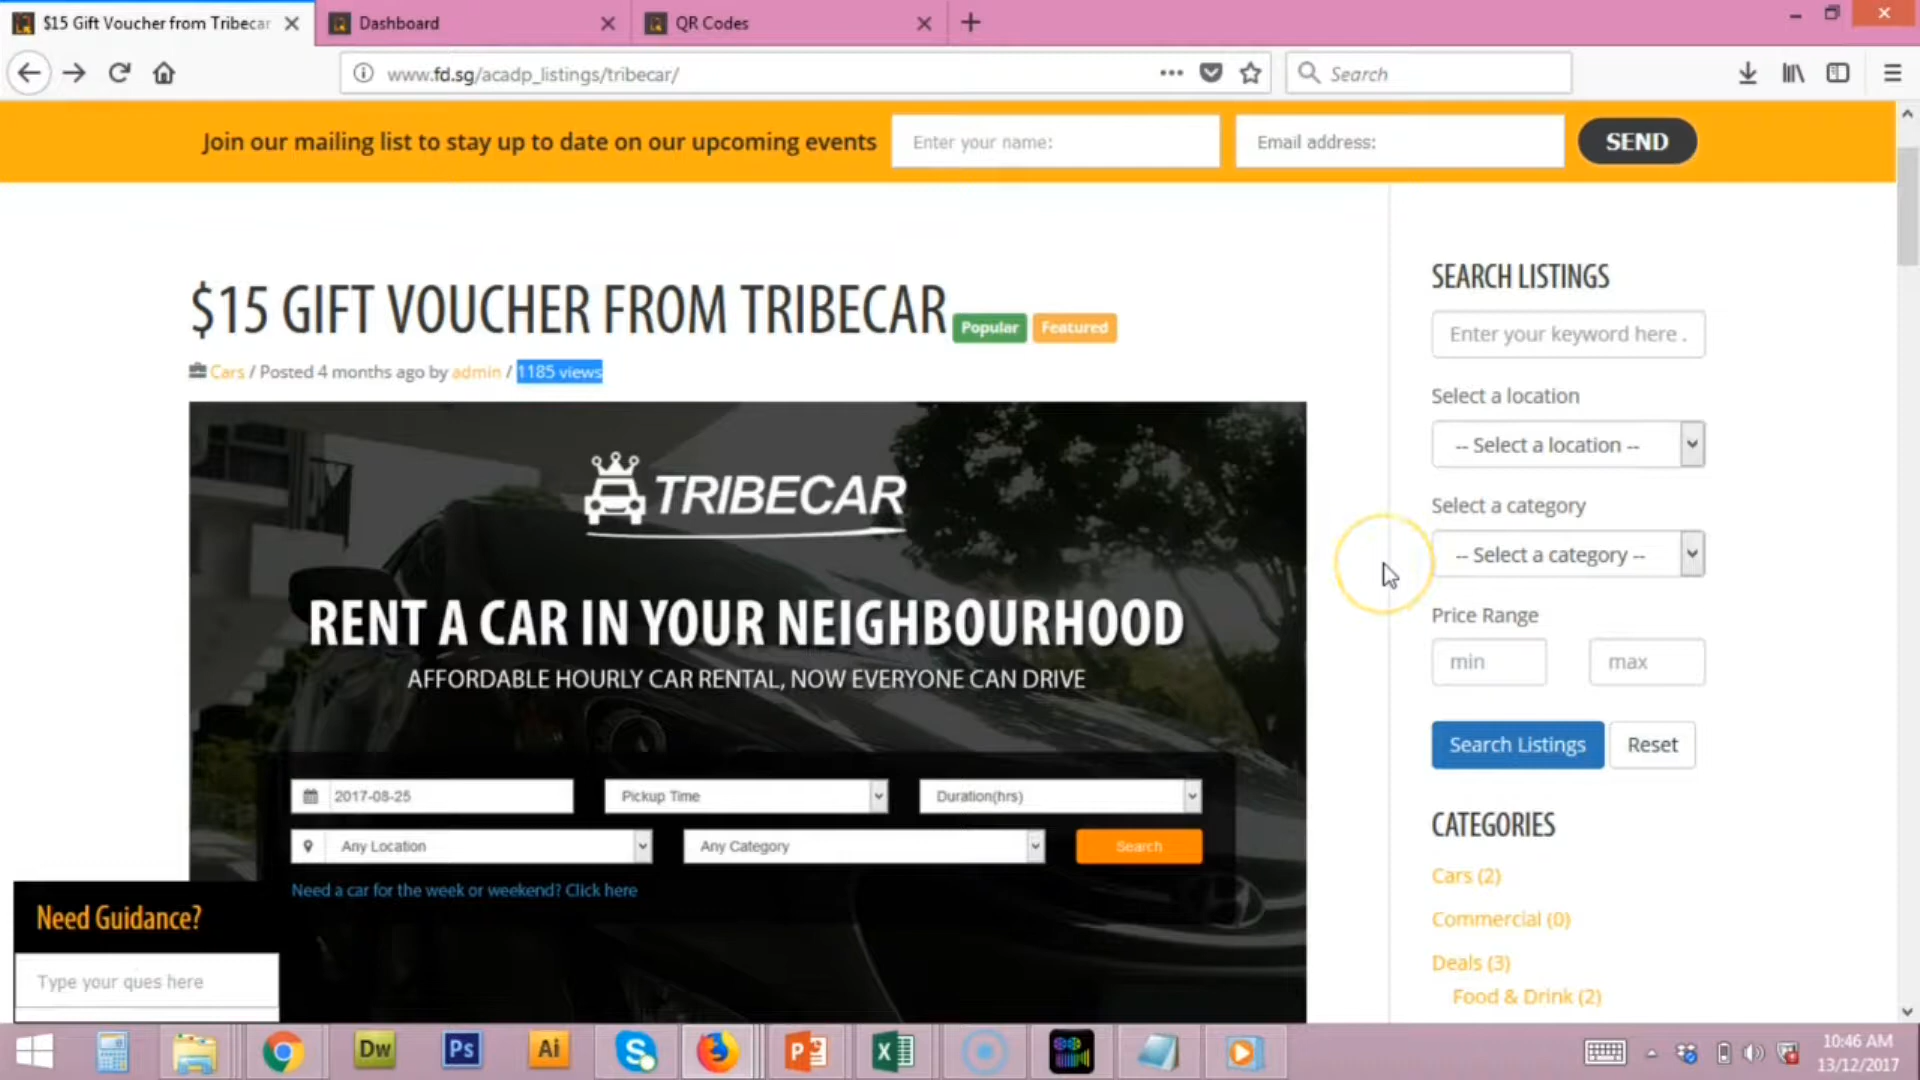 $15 Gift Voucher from Tribecar
Dashboard
QR Codes
www.fd.sg/acadp_listings/tribecar/
Search
Join our mailing list to stay up to date on our upcoming events
Enter your name:
Email address:
SEND
$15 GIFT VOUCHER FROM TRIBECAR
Popular
Featured
Cars / Posted 4 months ago by admin / 1185 views
TRIBECAR
RENT A CAR IN YOUR NEIGHBOURHOOD
AFFORDABLE HOURLY CAR RENTAL, NOW EVERYONE CAN DRIVE
2017-08-25
Pickup Time
Duration(hrs)
Any Location
Any Category
Search
Need a car for the week or weekend? Click here
Need Guidance?
Type your ques here
SEARCH LISTINGS
Enter your keyword here .
Select a location
-- Select a location --
Select a category
-- Select a category --
Price Range
min
max
Search Listings
Reset
CATEGORIES
Cars (2)
Commercial (0)
Deals (3)
Food & Drink (2)
Dw
Ps
Ai
10:46 AM
13/12/2017